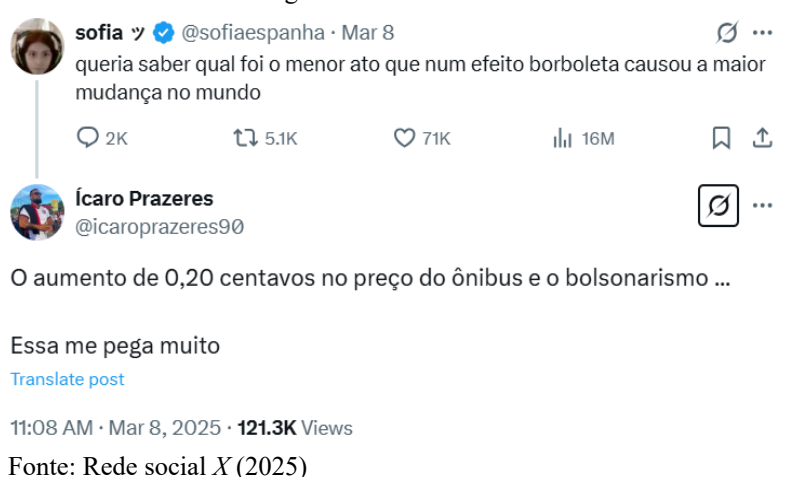 sofia ツ @sofiaespanha · Mar 8
queria saber qual foi o menor ato que num efeito borboleta causou a maior
mudança no mundo
2K 5.1K 71K 16M
Ícaro Prazeres
@icaroprazeres90
O aumento de 0,20 centavos no preço do ônibus e o bolsonarismo ...
Essa me pega muito
Translate post
11:08 AM · Mar 8, 2025 · 121.3K Views
Fonte: Rede social X (2025)